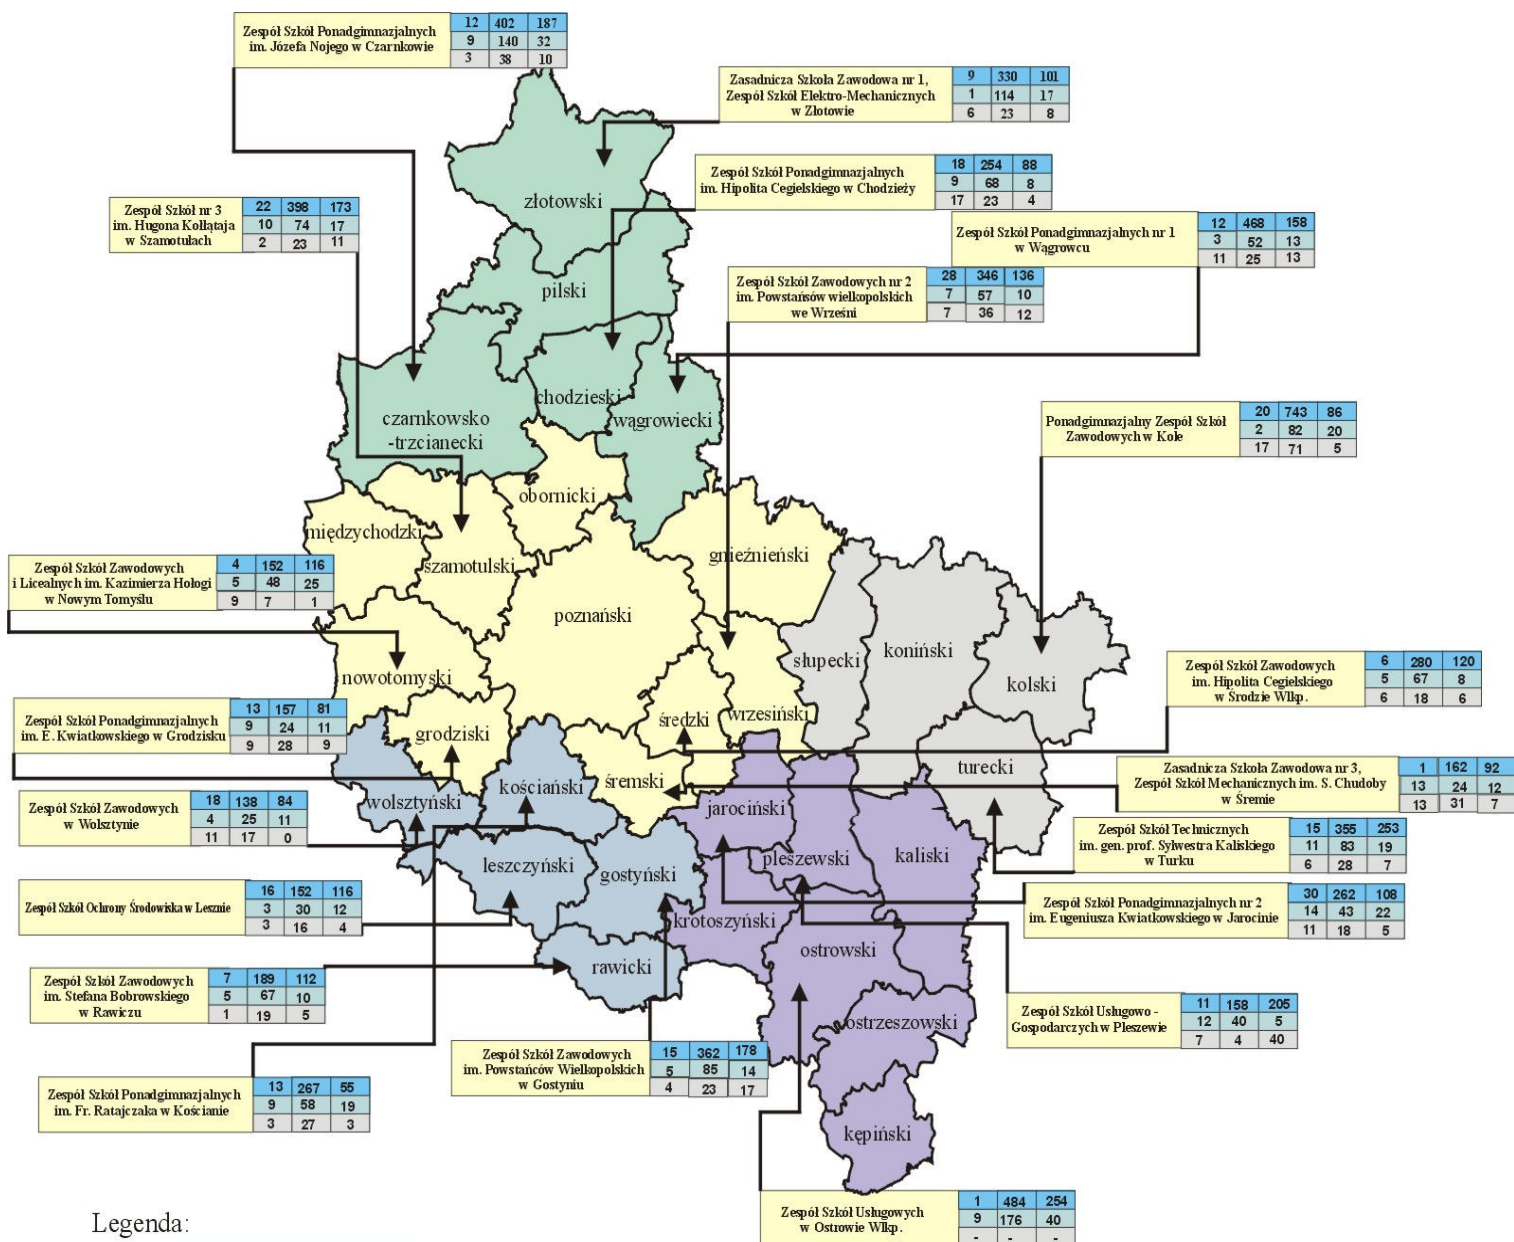 Zespół Szkół Ponadgimnazjalnych
im. Józefa Nojego w Czarnkowie
12 402 187
9 140 32
3 38 10
Zasadnicza Szkoła Zawodowa nr 1,
Zespół Szkół Elektro-Mechanicznych
w Złotowie
9 330 101
1 114 17
6 23 8
Zespół Szkół Ponadgimnazjalnych
im. Hipolita Cegielskiego w Chodzieży
18 254 88
9 68 8
17 23 4
Zespół Szkół nr 3
im. Hugona Kołłątaja
w Szamotułach
22 398 173
10 74 17
2 23 11
Zespół Szkół Ponadgimnazjalnych nr 1
w Wągrowcu
12 468 158
3 52 13
11 25 13
Zespół Szkół Zawodowych nr 2
im. Powstańsów wielkopolskich
we Wrześni
28 346 136
7 57 10
7 36 12
złotowski
pilski
chodzieski
czarnkowsko
-trzcianecki
wągrowiecki
Ponadgimnazjalny Zespół Szkół
Zawodowych w Kole
20 743 86
2 82 20
17 71 5
obornicki
międzychodzki
szamotulski
gnieźnieński
poznański
Zespół Szkół Zawodowych
i Licealnych im. Kazimierza Hołogi
w Nowym Tomyślu
4 152 116
5 48 25
9 7 1
słupecki
koniński
kolski
nowotomyski
Zespół Szkół Zawodowych
im. Hipolita Cegielskiego
w Środzie Wlkp.
6 280 120
5 67 8
6 18 6
Zespół Szkół Ponadgimnazjalnych
im. E. Kwiatkowskiego w Grodzisku
13 157 81
9 24 11
9 28 9
grodziski
średzki
wrzesiński
śremski
kościański
wolsztyński
turecki
jarociński
Zasadnicza Szkoła Zawodowa nr 3,
Zespół Szkół Mechanicznych im. S. Chudoby
w Śremie
1 162 92
13 24 12
13 31 7
Zespół Szkół Zawodowych
w Wolsztynie
18 138 84
4 25 11
11 17 0
Zespół Szkół Technicznych
im. gen. prof. Sylwestra Kaliskiego
w Turku
15 355 253
11 83 19
6 28 7
leszczyński
gostyński
pleszewski
kaliski
Zespół Szkół Ochrony Środowiska w Lesznie
16 152 116
3 30 12
3 16 4
Zespół Szkół Ponadgimnazjalnych nr 2
im. Eugeniusza Kwiatkowskiego w Jarocinie
30 262 108
14 43 22
11 18 5
krotoszyński
ostrowski
rawicki
Zespół Szkół Zawodowych
im. Stefana Bobrowskiego
w Rawiczu
7 189 112
5 67 10
1 19 5
Zespół Szkół Usługowo -
Gospodarczych w Pleszewie
11 158 205
12 40 5
7 4 40
ostrzeszowski
Zespół Szkół Zawodowych
im. Powstańców Wielkopolskich
w Gostyniu
15 362 178
5 85 14
4 23 17
Zespół Szkół Ponadgimnazjalnych
im. Fr. Ratajczaka w Kościanie
13 267 55
9 58 19
3 27 3
kępiński
Zespół Szkół Usługowych
w Ostrowie Wlkp.
1 484 254
9 176 40
- - -
Legenda: